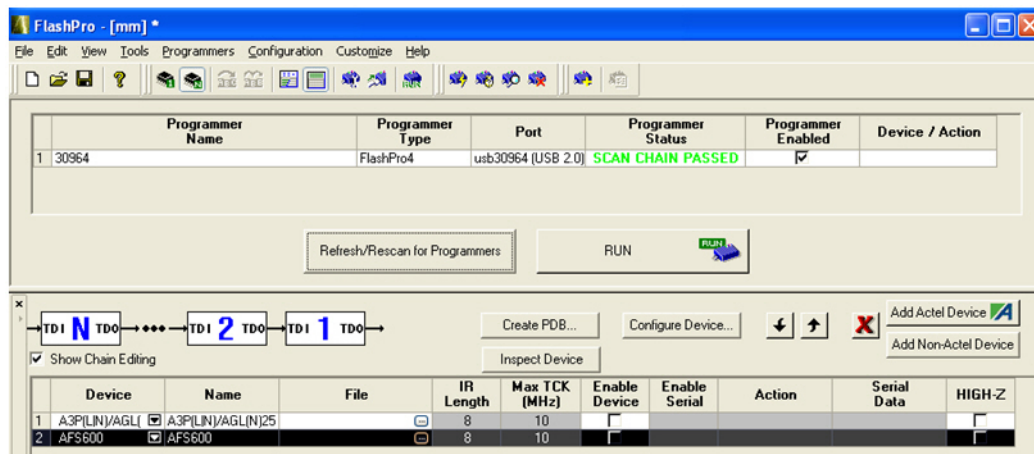 FlashPro - [mm] *
File Edit View Tools Programmers Configuration Customize Help
Programmer Name Programmer Type Port Programmer Status Programmer Enabled Device / Action
1 30964 FlashPro4 usb30964 (USB 2.0) SCAN CHAIN PASSED
Refresh/Rescan for Programmers RUN RUN
TDI N TDO TDI 2 TDO TDI 1 TDO
Create PDB... Configure Device... X Add Actel Device
Add Non-Actel Device
Show Chain Editing Inspect Device
Device Name File IR Length Max TCK (MHz) Enable Device Enable Serial Action Serial Data HIGH-Z
1 A3P(L|N)/AGL( A3P(L|N)/AGL(N)25 8 10
2 AFS600 AFS600 8 10